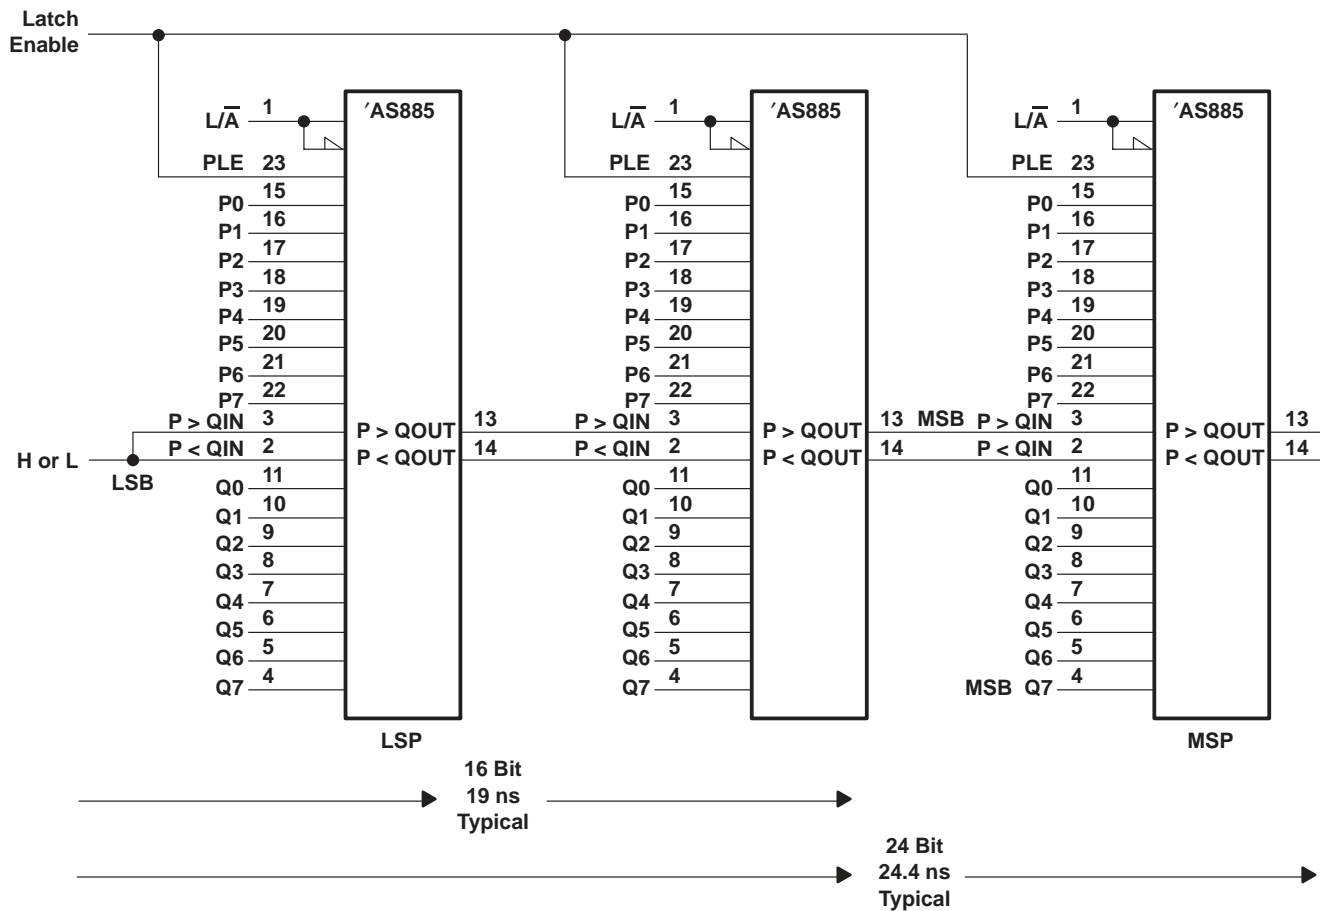 Latch
Enable
L/A̅ 1 ′AS885
PLE 23
P0 15
P1 16
P2 17
P3 18
P4 19
P5 20
P6 21
P7 22
P > QIN 3 P > QOUT 13
H or L P < QIN 2 P < QOUT 14
LSB
Q0 11
Q1 10
Q2 9
Q3 8
Q4 7
Q5 6
Q6 5
Q7 4
LSP
L/A̅ 1 ′AS885
PLE 23
P0 15
P1 16
P2 17
P3 18
P4 19
P5 20
P6 21
P7 22
P > QIN 3 P > QOUT 13 MSB
P < QIN 2 P < QOUT 14
Q0 11
Q1 10
Q2 9
Q3 8
Q4 7
Q5 6
Q6 5
Q7 4
L/A̅ 1 ′AS885
PLE 23
P0 15
P1 16
P2 17
P3 18
P4 19
P5 20
P6 21
P7 22
P > QIN 3 P > QOUT 13
P < QIN 2 P < QOUT 14
Q0 11
Q1 10
Q2 9
Q3 8
Q4 7
Q5 6
Q6 5
MSB Q7 4
MSP
16 Bit
19 ns
Typical
24 Bit
24.4 ns
Typical